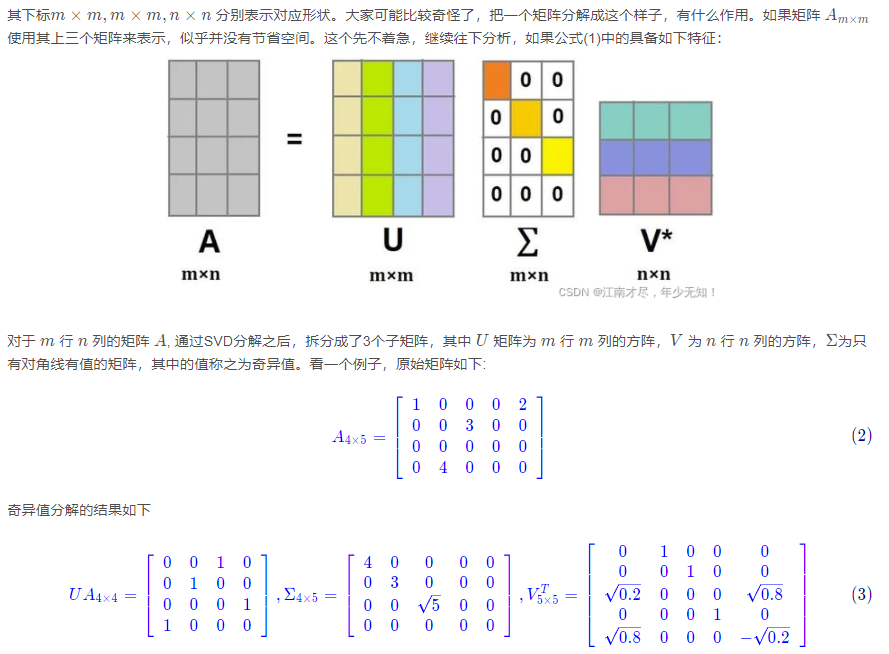 其下标m × m, m × m, n × n 分别表示对应形状。大家可能比较奇怪了，把一个矩阵分解成这个样子，有什么作用。如果矩阵 A_{m×m}
使用其上三个矩阵来表示，似乎并没有节省空间。这个先不着急，继续往下分析，如果公式(1)中的具备如下特征：
0 0
0 0
= 0 0
0 0 0
A U Σ V*
m×n m×m m×n n×n
CSDN @江南才尽，年少无知！
对于 m 行 n 列的矩阵 A, 通过SVD分解之后，拆分成了3个子矩阵，其中 U 矩阵为 m 行 m 列的方阵，V 为 n 行 n 列的方阵，Σ为只
有对角线有值的矩阵，其中的值称之为奇异值。看一个例子，原始矩阵如下:
1 0 0 0 2
0 0 3 0 0
A_{4×5} = (2)
0 0 0 0 0
0 4 0 0 0
奇异值分解的结果如下
0 0 1 0 4 0 0 0 0 0 1 0 0 0
0 1 0 0 0 3 0 0 0 0 0 1 0 0
UA_{4×4} = , Σ_{4×5} = , V^T_{5×5} = √0.2 0 0 0 √0.8 (3)
0 0 0 1 0 0 √5 0 0 0 0 0 1 0
1 0 0 0 0 0 0 0 0 √0.8 0 0 0 −√0.2